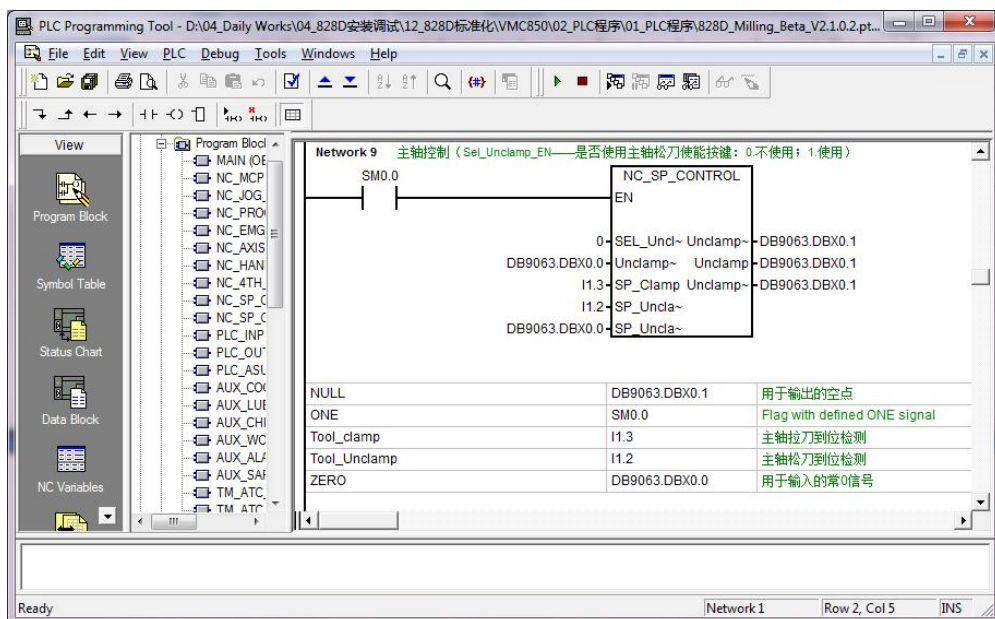 PLC Programming Tool - D:\04_Daily Works\04_828D安装调试\12_828D标准化\VMC850\02_PLC程序\01_PLC程序\828D_Milling_Beta_V2.1.0.2.pt...
File Edit View PLC Debug Tools Windows Help
View
Program Block
Symbol Table
Status Chart
Data Block
NC Variables
Program Block
MAIN (OB
NC_MCP
NC_JOG_
NC_PRO
NC_EMG
NC_AXIS
NC_HAN
NC_4TH_
NC_SP_C
NC_SP_C
PLC_INP
PLC_OUT
PLC_ASU
AUX_COO
AUX_LUE
AUX_CHI
AUX_WC
AUX_ALA
AUX_SAF
TM_ATC_
TM_ATC
Network 9 主轴控制（Sel_Unclamp_EN——是否使用主轴松刀使能按键：0.不使用；1.使用）
SM0.0
NC_SP_CONTROL
EN
0 SEL_Uncl~ Unclamp~ DB9063.DBX0.1
DB9063.DBX0.0 Unclamp~ Unclamp DB9063.DBX0.1
I1.3 SP_Clamp Unclamp~ DB9063.DBX0.1
I1.2 SP_Uncla~
DB9063.DBX0.0 SP_Uncla~
NULL DB9063.DBX0.1 用于输出的空点
ONE SM0.0 Flag with defined ONE signal
Tool_clamp I1.3 主轴拉刀到位检测
Tool_Unclamp I1.2 主轴松刀到位检测
ZERO DB9063.DBX0.0 用于输入的常0信号
Ready Network 1 Row 2, Col 5 INS